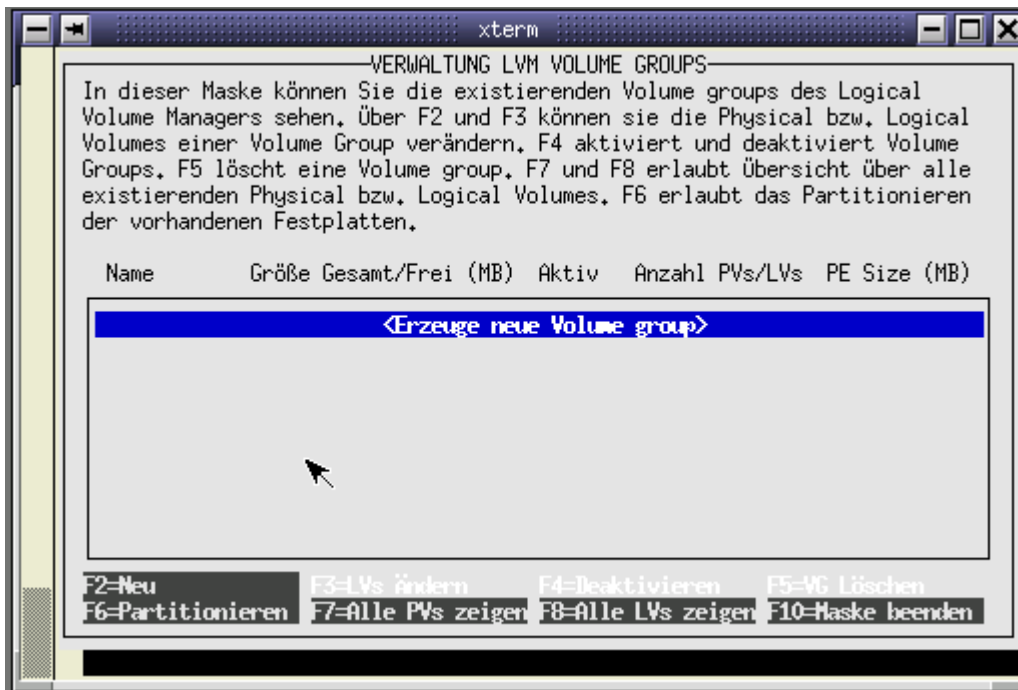 xterm
VERWALTUNG LVM VOLUME GROUPS
In dieser Maske können Sie die existierenden Volume groups des Logical
Volume Managers sehen. Über F2 und F3 können sie die Physical bzw. Logical
Volumes einer Volume Group verändern. F4 aktiviert und deaktiviert Volume
Groups. F5 löscht eine Volume group. F7 und F8 erlaubt Übersicht über alle
existierenden Physical bzw. Logical Volumes. F6 erlaubt das Partitionieren
der vorhandenen Festplatten.
Name Größe Gesamt/Frei (MB) Aktiv Anzahl PVs/LVs PE Size (MB)
<Erzeuge neue Volume group>
F2=Neu F3=LVs Ändern F4=Deaktivieren F5=VG Löschen
F6=Partitionieren F7=Alle PVs zeigen F8=Alle LVs zeigen F10=Maske beenden